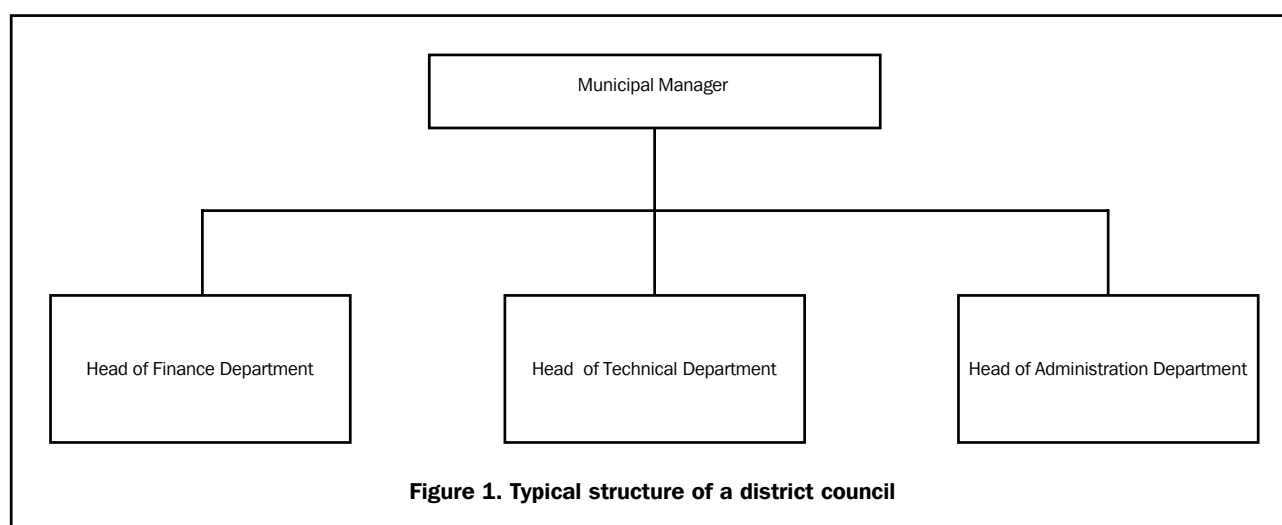 Municipal Manager
Head of Finance Department
Head of Technical Department
Head of Administration Department
Figure 1. Typical structure of a district council